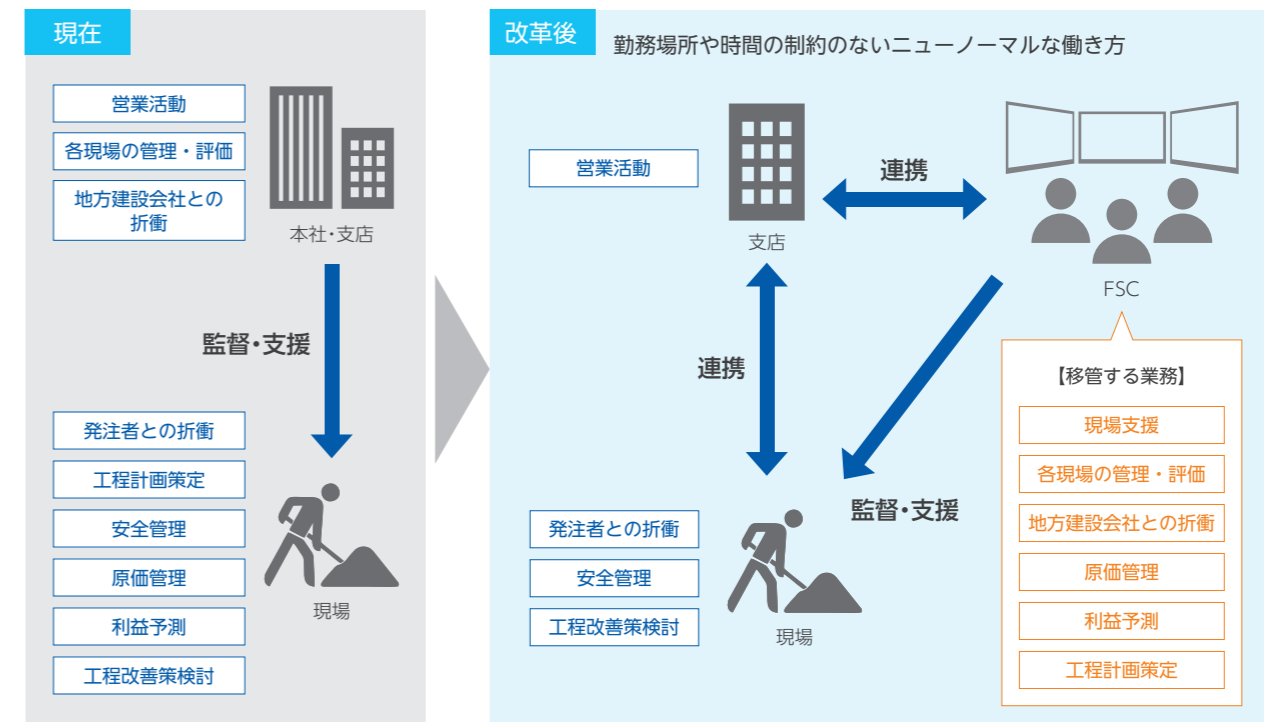 現在
営業活動
各現場の管理・評価
地方建設会社との
折衝
本社・支店
監督・支援
発注者との折衝
工程計画策定
安全管理
原価管理
利益予測
工程改善策検討
現場
改革後
勤務場所や時間の制約のないニューノーマルな働き方
営業活動
支店
連携
FSC
連携
監督・支援
発注者との折衝
安全管理
工程改善策検討
現場
【移管する業務】
現場支援
各現場の管理・評価
地方建設会社との折衝
原価管理
利益予測
工程計画策定